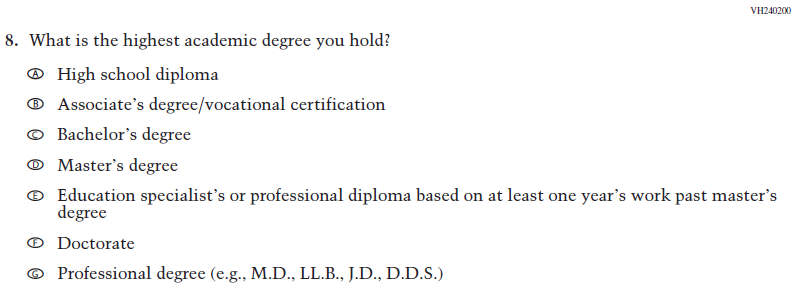 VH240200
8. What is the highest academic degree you hold?
Ⓐ High school diploma
Ⓑ Associate’s degree/vocational certification
Ⓒ Bachelor’s degree
Ⓓ Master’s degree
Ⓔ Education specialist’s or professional diploma based on at least one year’s work past master’s
degree
Ⓕ Doctorate
Ⓖ Professional degree (e.g., M.D., LL.B., J.D., D.D.S.)